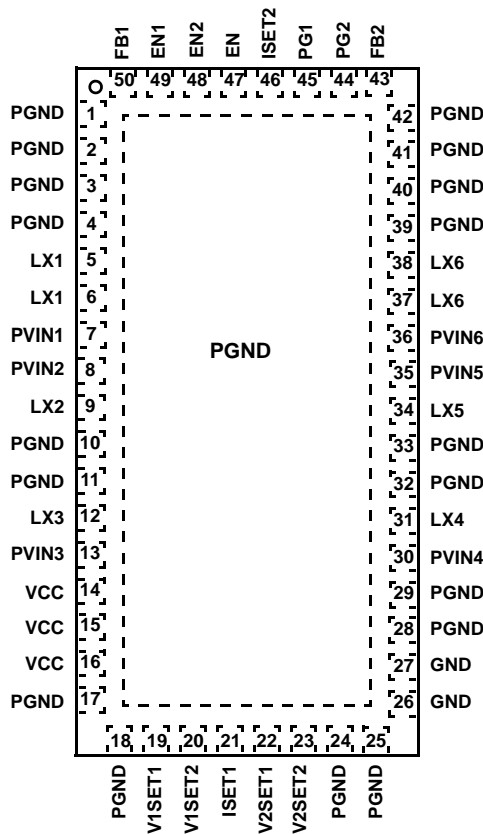 FB1 EN1 EN2 EN ISET2 PG1 PG2 FB2
50 49 48 47 46 45 44 43
PGND 1 42 PGND
PGND 2 41 PGND
PGND 3 40 PGND
PGND 4 39 PGND
LX1 5 38 LX6
LX1 6 37 LX6
PVIN1 7 36 PVIN6
PGND
PVIN2 8 35 PVIN5
LX2 9 34 LX5
PGND 10 33 PGND
PGND 11 32 PGND
LX3 12 31 LX4
PVIN3 13 30 PVIN4
VCC 14 29 PGND
VCC 15 28 PGND
VCC 16 27 GND
PGND 17 26 GND
18 19 20 21 22 23 24 25
PGND V1SET1 V1SET2 ISET1 V2SET1 V2SET2 PGND PGND